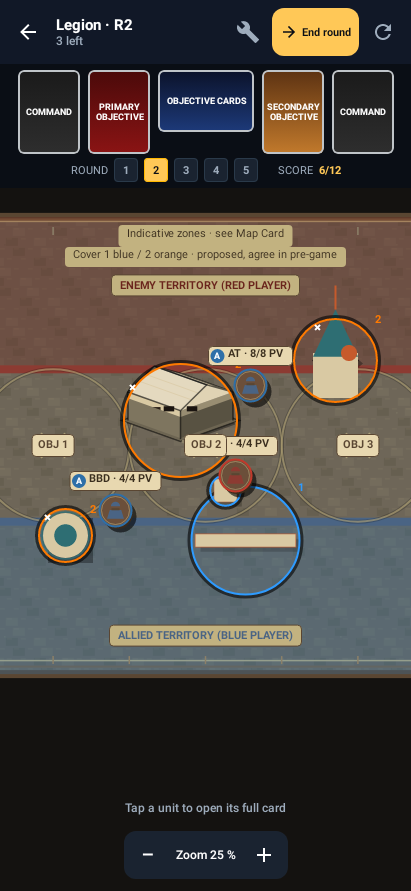 Legion · R2
3 left
End round
COMMAND
PRIMARY
OBJECTIVE
OBJECTIVE CARDS
SECONDARY
OBJECTIVE
COMMAND
ROUND 1 2 3 4 5 SCORE 6/12
Indicative zones · see Map Card
Cover 1 blue / 2 orange · proposed, agree in pre-game
ENEMY TERRITORY (RED PLAYER)
2
A AT · 8/8 PV
OBJ 1
OBJ 2
· 4/4 PV
OBJ 3
A BBD · 4/4 PV
1
2
ALLIED TERRITORY (BLUE PLAYER)
Tap a unit to open its full card
− Zoom 25 % +